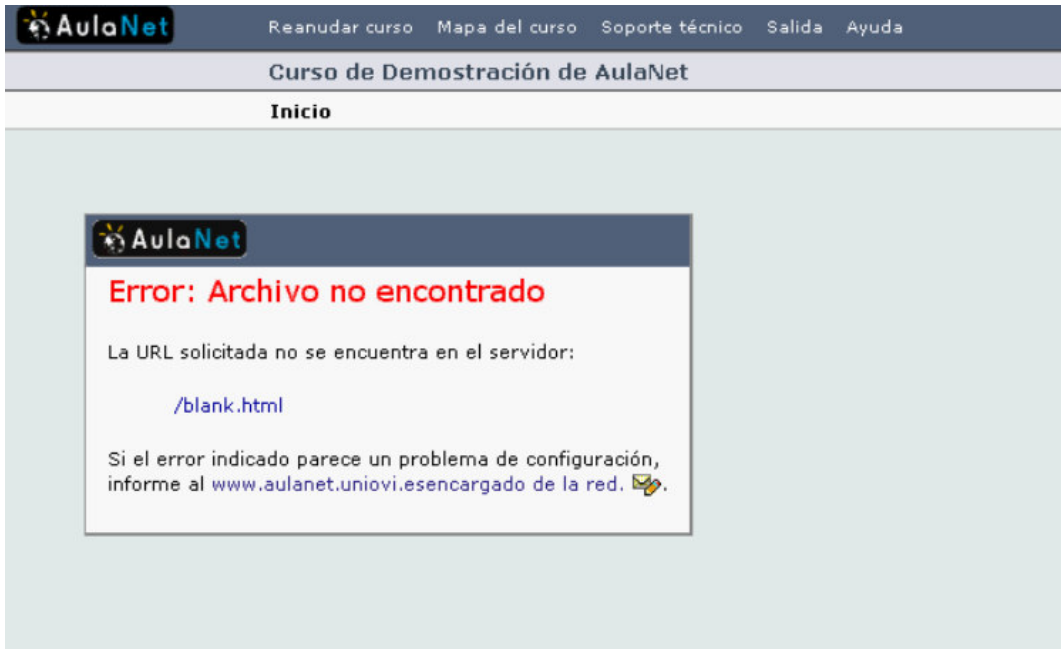 AulaNet Reanudar curso Mapa del curso Soporte técnico Salida Ayuda
Curso de Demostración de AulaNet
Inicio
AulaNet
Error: Archivo no encontrado
La URL solicitada no se encuentra en el servidor:
/blank.html
Si el error indicado parece un problema de configuración,
informe al www.aulanet.uniovi.esencargado de la red. .